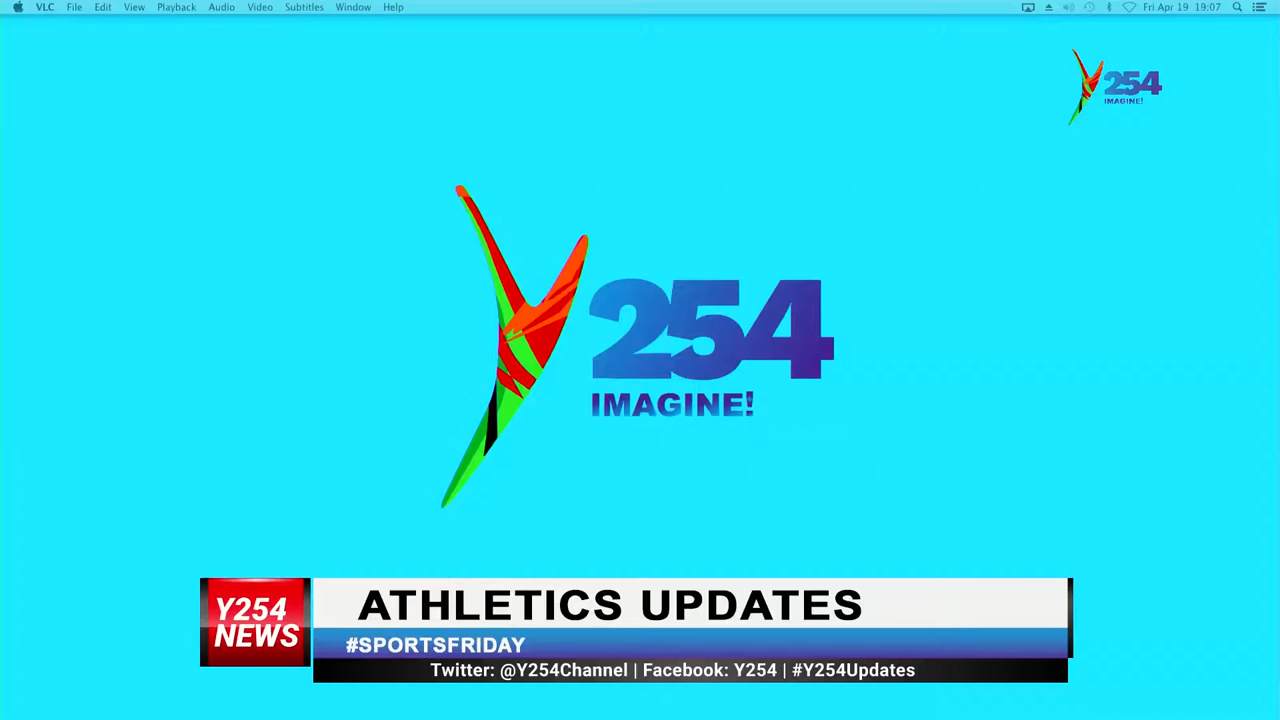 VLC File Edit View Playback Audio Video Subtitles Window Help Fri Apr 19 19:07
254
IMAGINE!
254
IMAGINE!
Y254
NEWS
ATHLETICS UPDATES
#SPORTSFRIDAY
Twitter: @Y254Channel | Facebook: Y254 | #Y254Updates